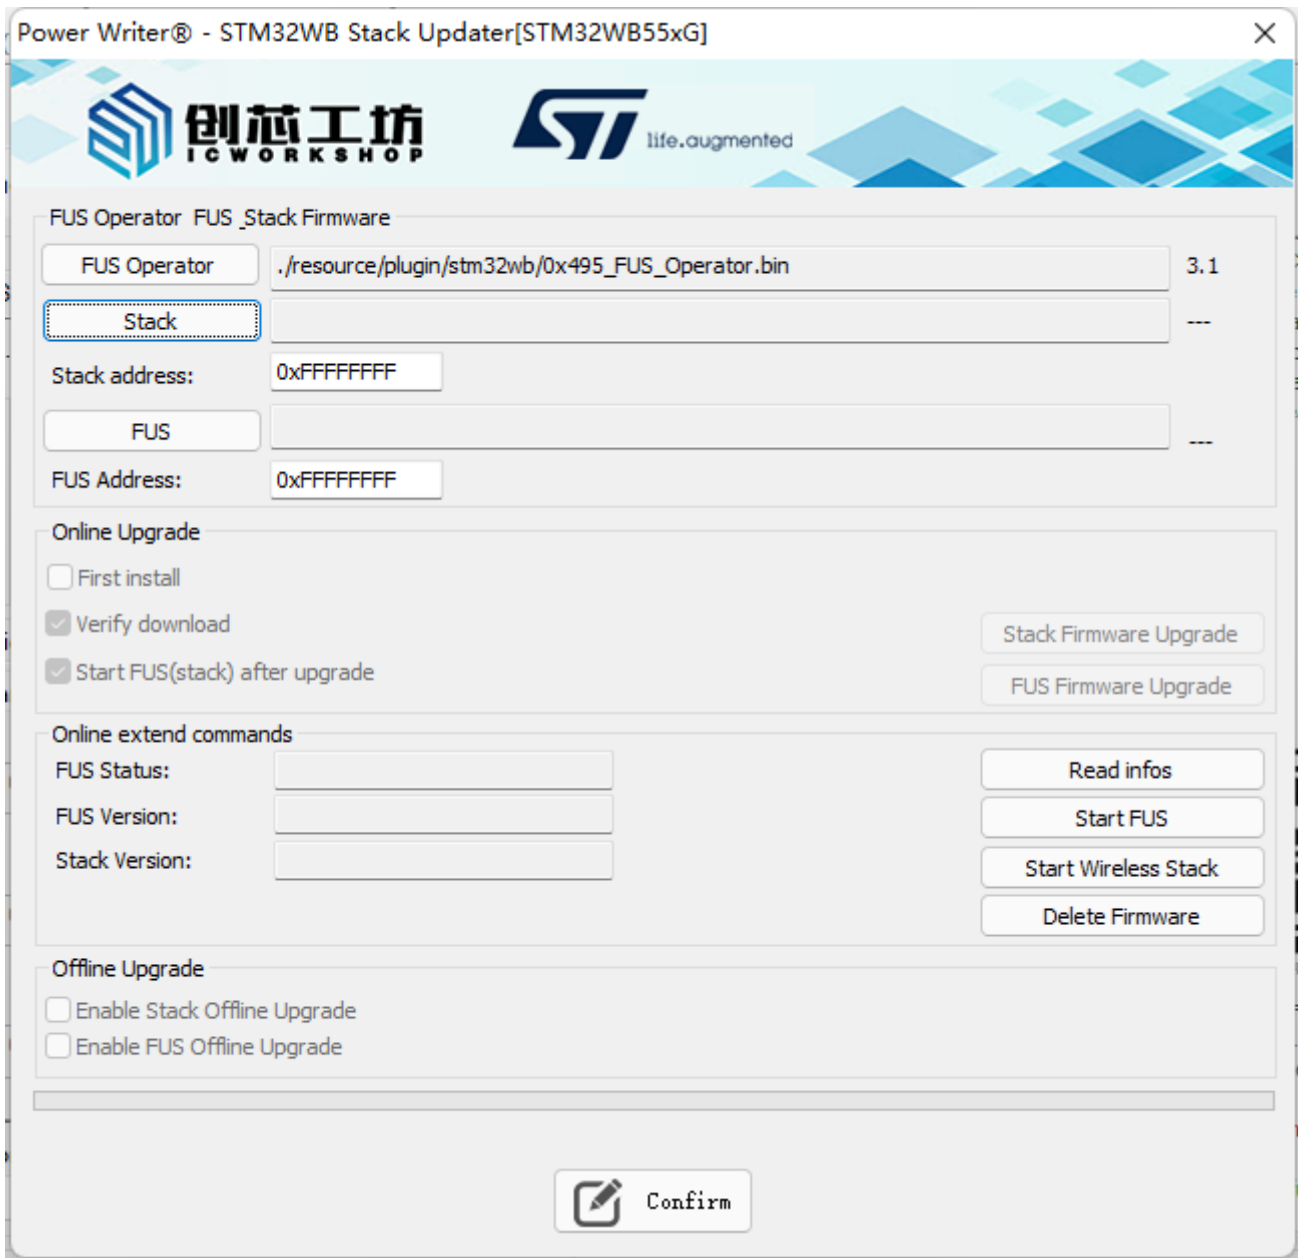 Power Writer® - STM32WB Stack Updater[STM32WB55xG]
创芯工坊
ICWORKSHOP
ST life.augmented
FUS Operator FUS _Stack Firmware
FUS Operator ./resource/plugin/stm32wb/0x495_FUS_Operator.bin 3.1
Stack ---
Stack address: 0xFFFFFFFF
FUS ---
FUS Address: 0xFFFFFFFF
Online Upgrade
First install
Verify download
Stack Firmware Upgrade
Start FUS(stack) after upgrade
FUS Firmware Upgrade
Online extend commands
FUS Status: Read infos
FUS Version: Start FUS
Stack Version: Start Wireless Stack
Delete Firmware
Offline Upgrade
Enable Stack Offline Upgrade
Enable FUS Offline Upgrade
Confirm